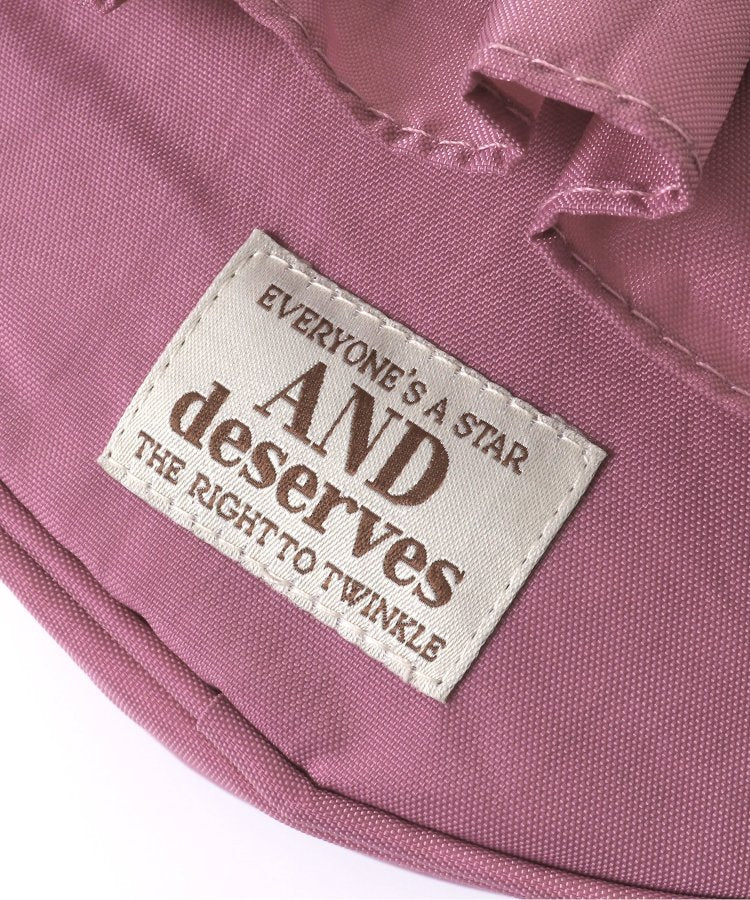 EVERYONE'S A STAR
AND
deserves
THE RIGHT TO TWINKLE